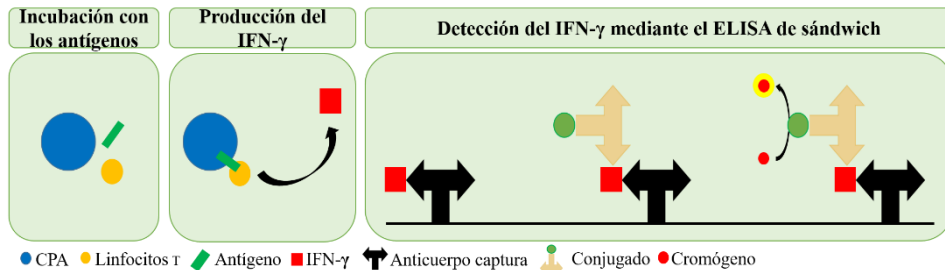 Incubación con
los antígenos
Producción del
IFN-γ
Detección del IFN-γ mediante el ELISA de sándwich
CPA
Linfocitos T
Antígeno
IFN-γ
Anticuerpo captura
Conjugado
Cromógeno